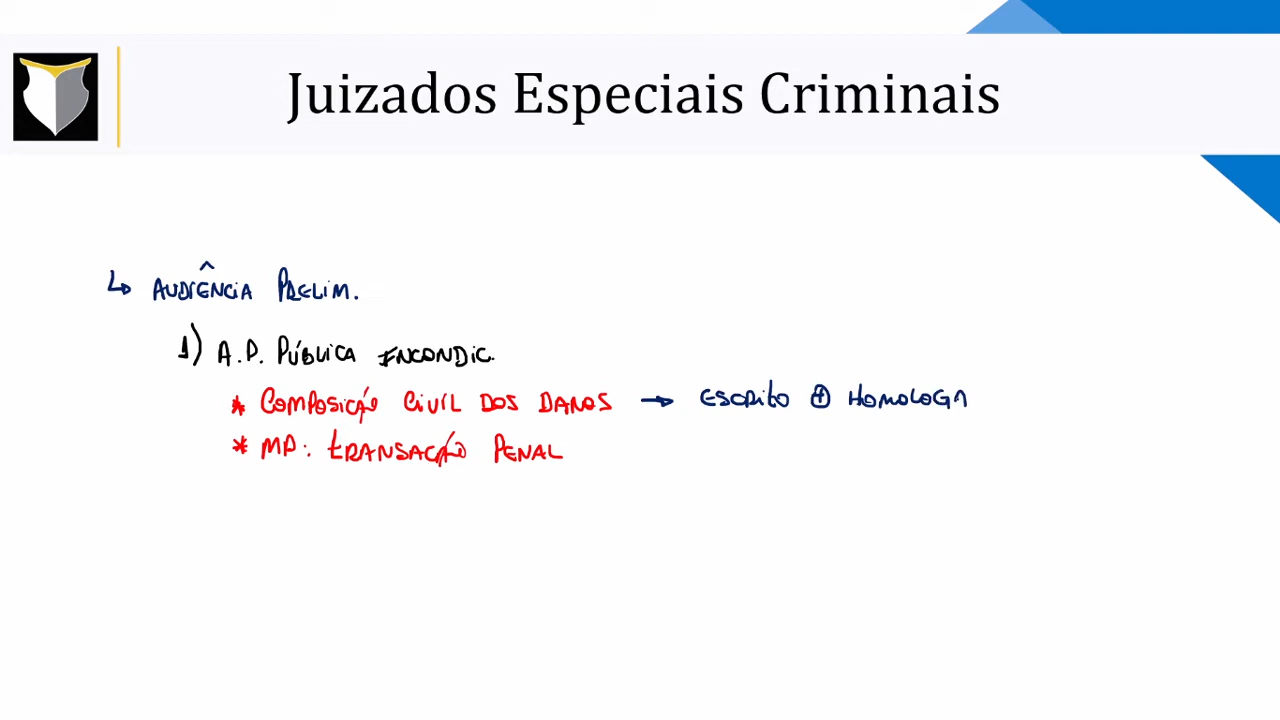 Juizados Especiais Criminais
↳ AUDIÊNCIA PRELIM.
1) A.P. PÚBLICA INCONDIC.
* COMPOSIÇÃO CIVIL DOS DANOS → ESCRITO ⊕ HOMOLOGA
* MP: TRANSAÇÃO PENAL